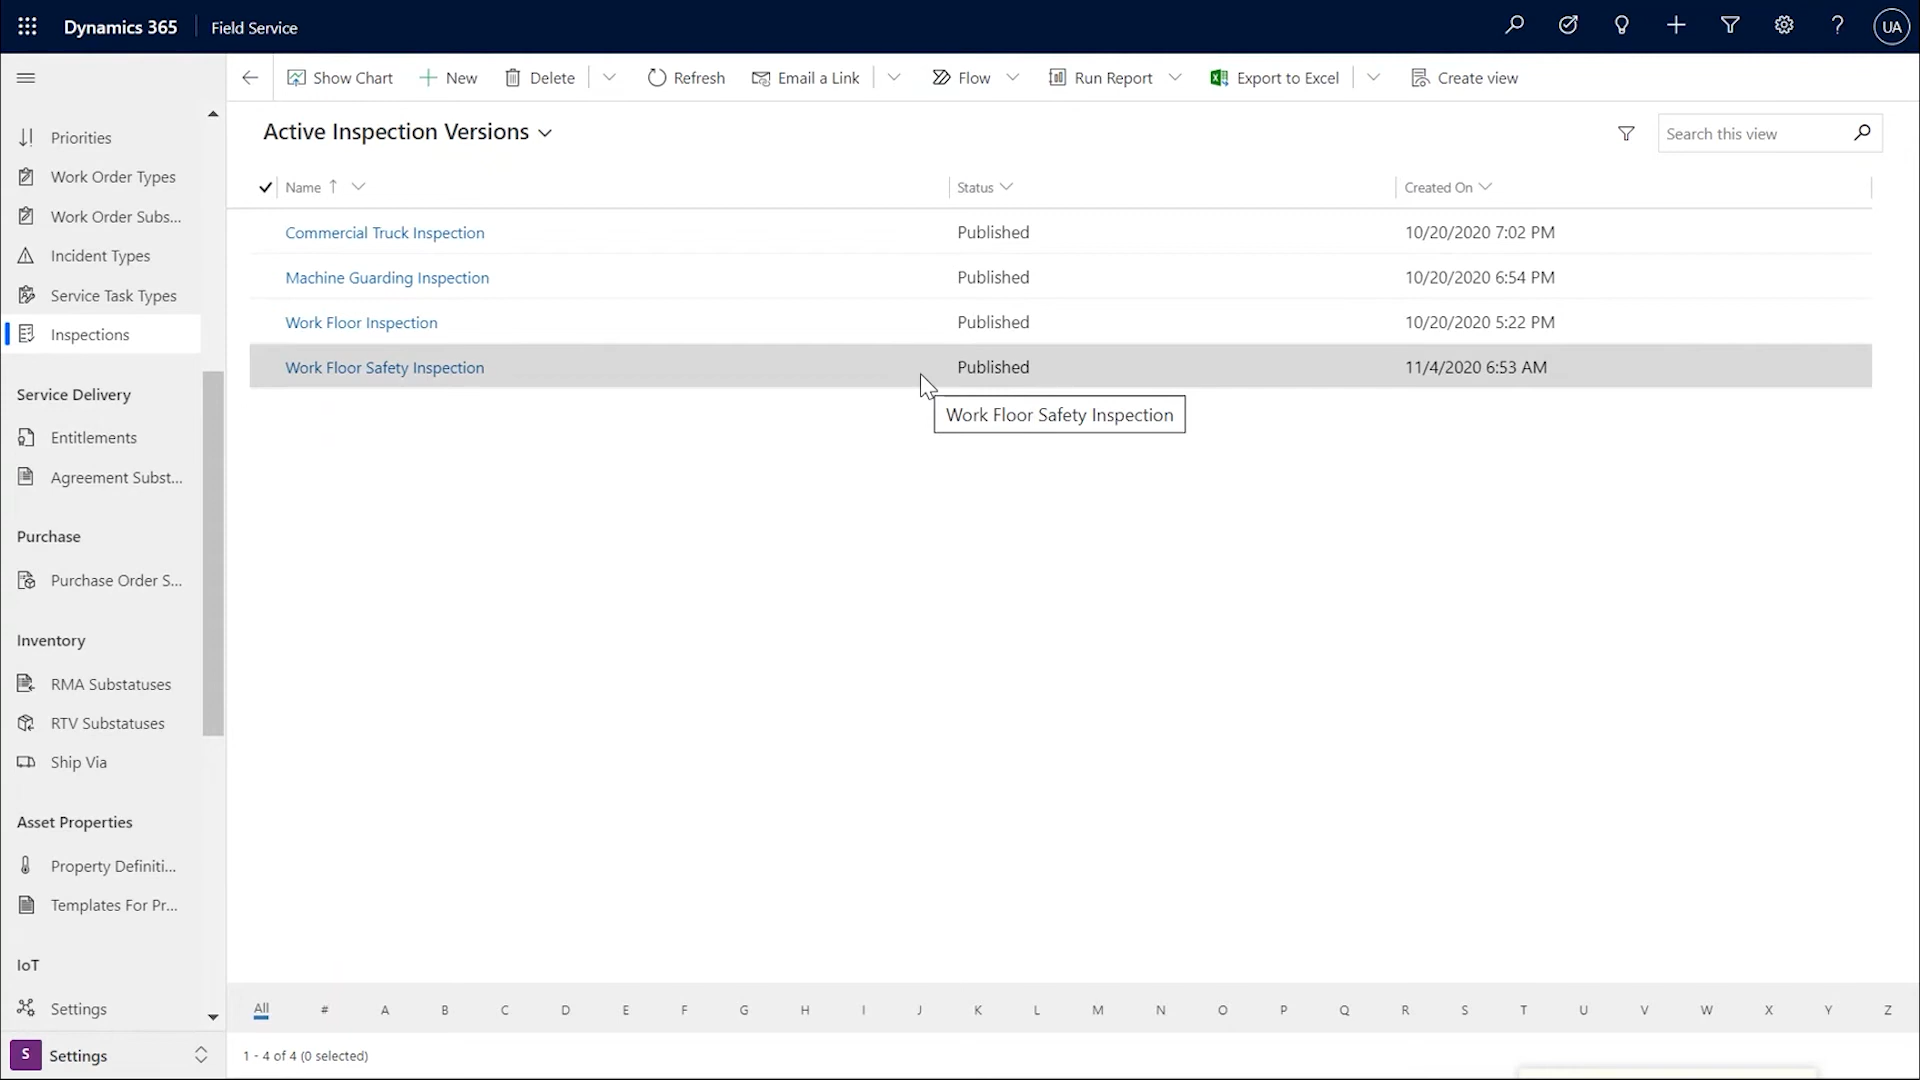 Dynamics 365 Field Service UA
Show Chart New Delete Refresh Email a Link Flow Run Report Export to Excel Create view
Priorities
Work Order Types
Work Order Subs...
Incident Types
Service Task Types
Inspections
Service Delivery
Entitlements
Agreement Subst...
Purchase
Purchase Order S...
Inventory
RMA Substatuses
RTV Substatuses
Ship Via
Asset Properties
Property Definiti...
Templates For Pr...
IoT
Settings
S Settings
Active Inspection Versions
Search this view
Name Status Created On
Commercial Truck Inspection Published 10/20/2020 7:02 PM
Machine Guarding Inspection Published 10/20/2020 6:54 PM
Work Floor Inspection Published 10/20/2020 5:22 PM
Work Floor Safety Inspection Published 11/4/2020 6:53 AM
Work Floor Safety Inspection
All # A B C D E F G H I J K L M N O P Q R S T U V W X Y Z
1 - 4 of 4 (0 selected)